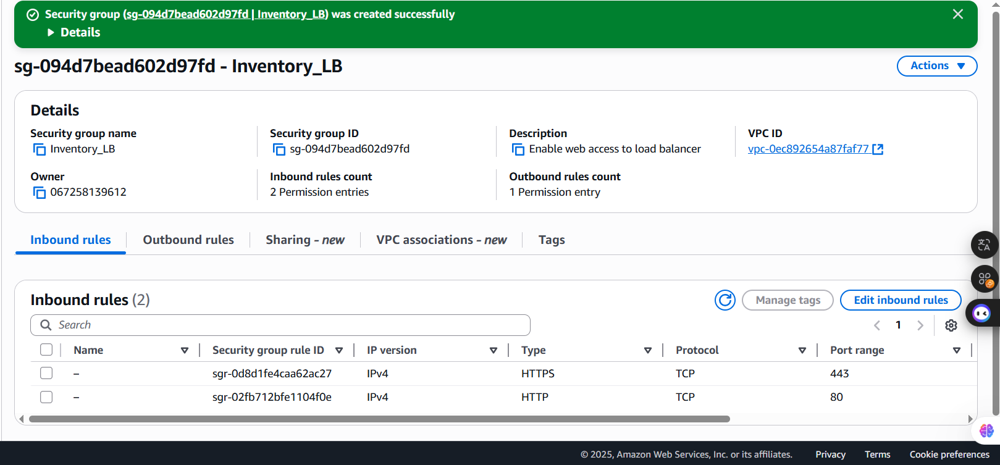 Security group (sg-094d7bead602d97fd | Inventory_LB) was created successfully
Details
sg-094d7bead602d97fd - Inventory_LB
Actions
Details
Security group name
Inventory_LB
Security group ID
sg-094d7bead602d97fd
Description
Enable web access to load balancer
VPC ID
vpc-0ec892654a87faf77
Owner
067258139612
Inbound rules count
2 Permission entries
Outbound rules count
1 Permission entry
Inbound rules Outbound rules Sharing - new VPC associations - new Tags
Inbound rules (2)
Manage tags Edit inbound rules
Search
1
Name Security group rule ID IP version Type Protocol Port range
– sgr-0d8d1fe4caa62ac27 IPv4 HTTPS TCP 443
– sgr-02fb712bfe1104f0e IPv4 HTTP TCP 80
© 2025, Amazon Web Services, Inc. or its affiliates. Privacy Terms Cookie preferences